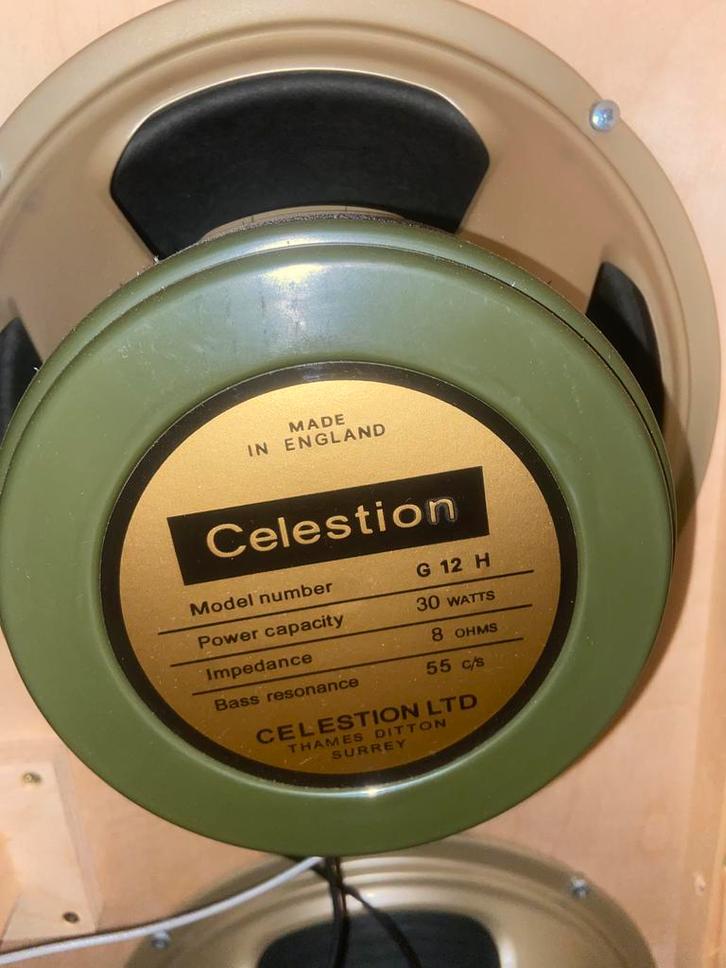 MADE
IN ENGLAND
Celestion
Model number G 12 H
Power capacity 30 WATTS
Impedance 8 OHMS
Bass resonance 55 C/S
CELESTION LTD
THAMES DITTON
SURREY